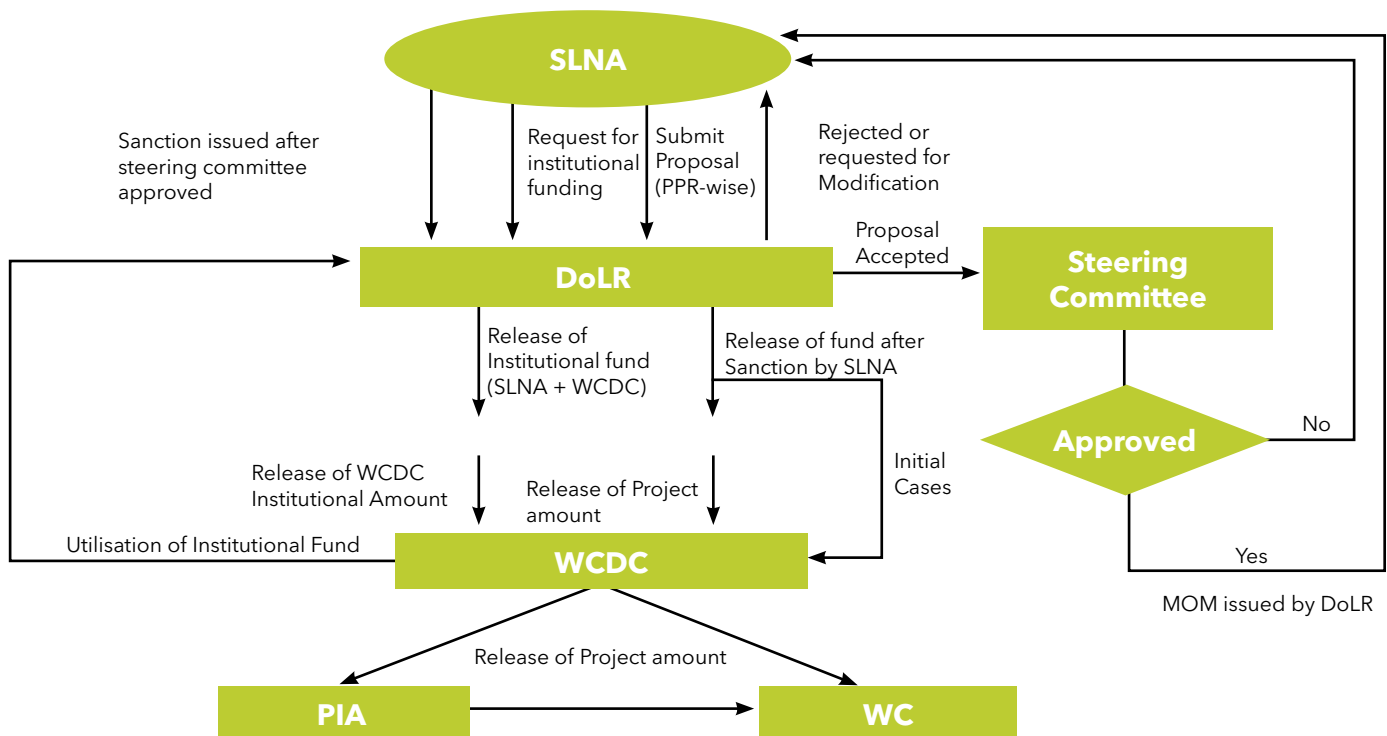 SLNA
Sanction issued after
steering committee
approved
Request for
institutional
funding
Submit
Proposal
(PPR-wise)
Rejected or
requested for
Modification
Proposal
Accepted
Steering
Committee
DoLR
Release of
Institutional fund
(SLNA + WCDC)
Release of fund after
Sanction by SLNA
Approved
No
Initial
Cases
Release of WCDC
Institutional Amount
Release of Project
amount
Utilisation of Institutional Fund
WCDC
Yes
MOM issued by DoLR
Release of Project amount
PIA
WC